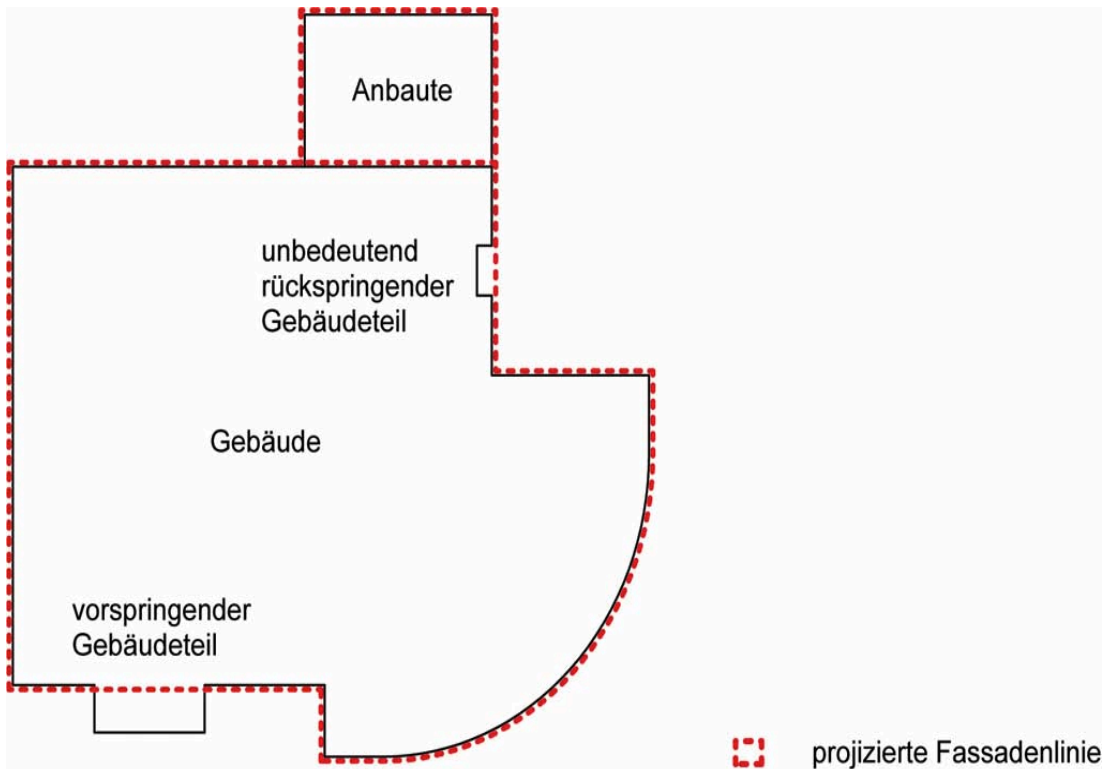 Anbaute
unbedeutend
rückspringender
Gebäudeteil
Gebäude
vorspringender
Gebäudeteil
projizierte Fassadenlinie